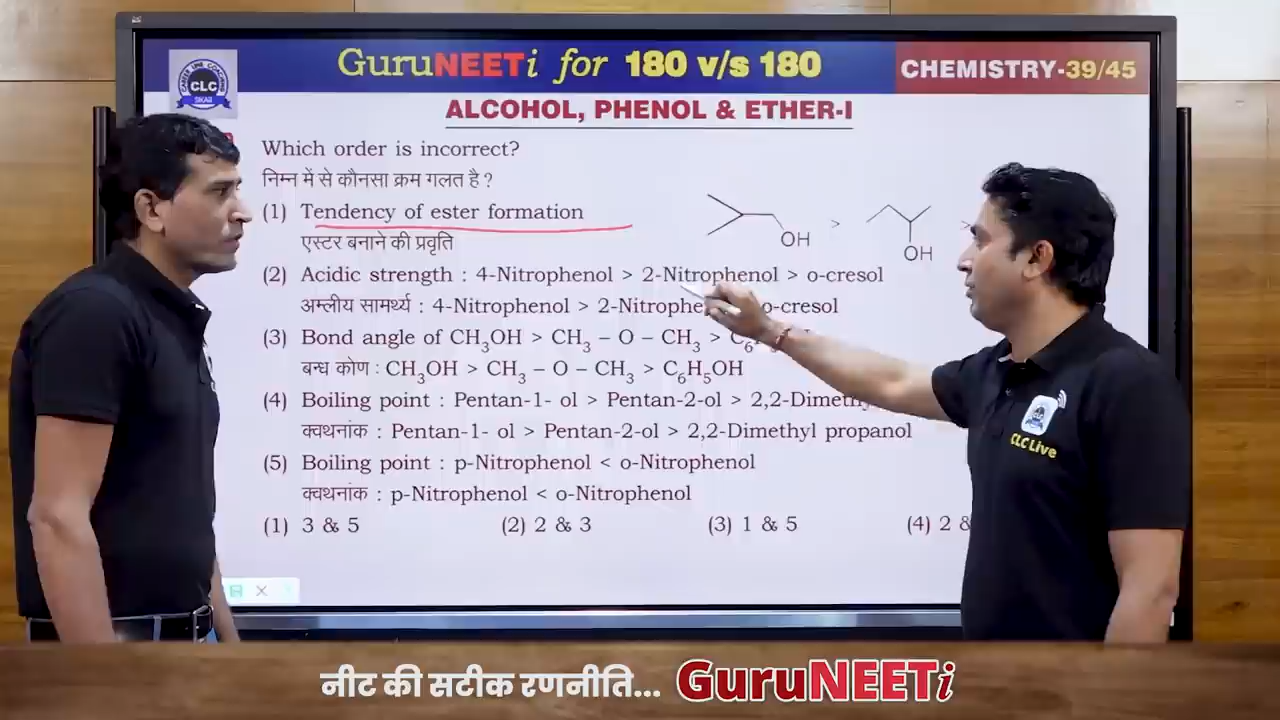 GuruNEETi for 180 v/s 180
CHEMISTRY-39/45
CLC
SIKAR
ALCOHOL, PHENOL & ETHER-I
Which order is incorrect?
निम्न में से कौनसा क्रम गलत है ?
(1) Tendency of ester formation
OH > OH >
एस्टर बनाने की प्रवृति
(2) Acidic strength : 4-Nitrophenol > 2-Nitrophenol > o-cresol
अम्लीय सामर्थ्य : 4-Nitrophenol > 2-Nitrophe o-cresol
(3) Bond angle of CH₃OH > CH₃ – O – CH₃ > C₆
बन्ध कोण : CH₃OH > CH₃ – O – CH₃ > C₆H₅OH
(4) Boiling point : Pentan-1- ol > Pentan-2-ol > 2,2-Dimethy
क्वथनांक : Pentan-1- ol > Pentan-2-ol > 2,2-Dimethyl propanol
(5) Boiling point : p-Nitrophenol < o-Nitrophenol
क्वथनांक : p-Nitrophenol < o-Nitrophenol
(1) 3 & 5 (2) 2 & 3 (3) 1 & 5 (4) 2 &
CLC Live
नीट की सटीक रणनीति... GuruNEETi